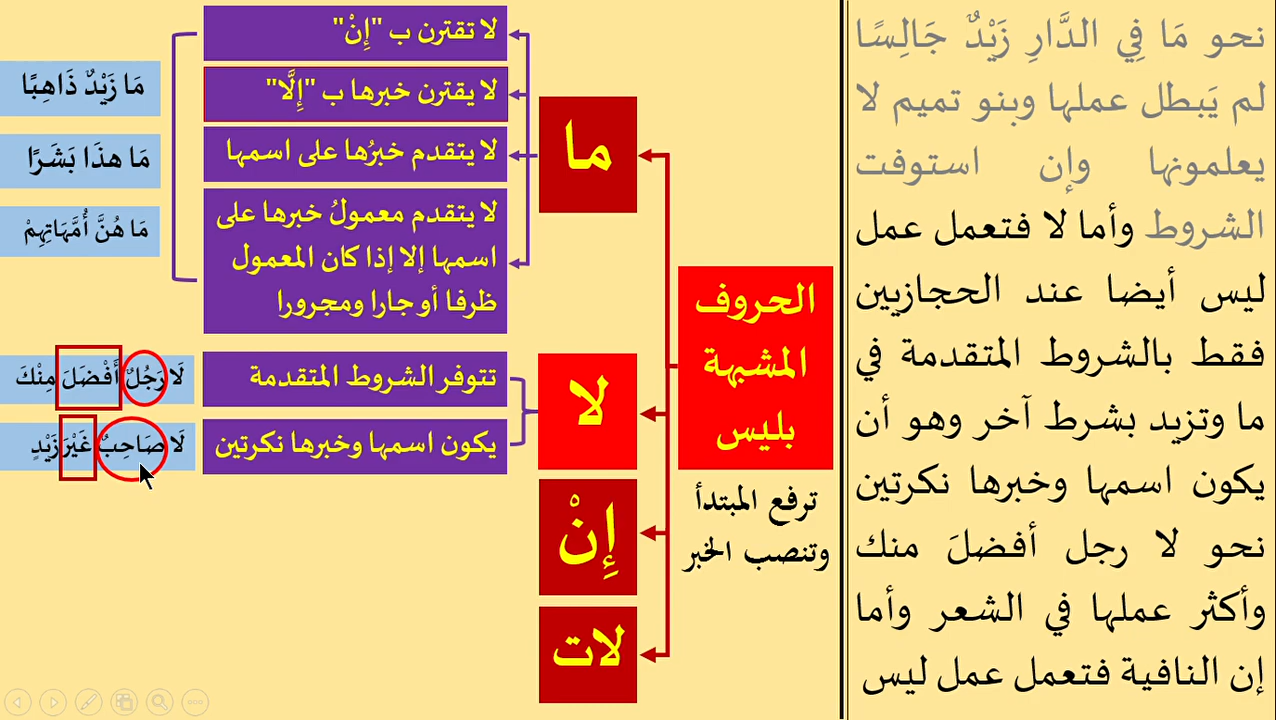 نحو مَا فِي الدَّارِ زَيْدٌ جَالِسًا
لم يَبطل عملها وبنو تميم لا
يعلمونها وإن استوفت
الشروط وأما لا فتعمل عمل
ليس أيضا عند الحجازيين
فقط بالشروط المتقدمة في
ما وتزيد بشرط آخر وهو أن
يكون اسمها وخبرها نكرتين
نحو لا رجل أفضلَ منك
وأكثر عملها في الشعر وأما
إن النافية فتعمل عمل ليس
الحروف
المشبهة
بليس
ترفع المبتدأ
وتنصب الخبر
ما
لا تقترن ب "إِنْ"
لا يقترن خبرها ب "إِلَّا"
لا يتقدم خبرُها على اسمها
لا يتقدم معمولُ خبرها على
اسمها إلا إذا كان المعمول
ظرفا أو جارا ومجرورا
مَا زَيْدٌ ذَاهِبًا
مَا هذَا بَشَرًا
مَا هُنَّ أُمَّهَاتِهِمْ
لا
تتوفر الشروط المتقدمة
يكون اسمها وخبرها نكرتين
لَا رَجُلٌ أَفْضَلَ مِنْكَ
لَا صَاحِبٌ غَيْرَ زَيْدٍ
إِنْ
لات